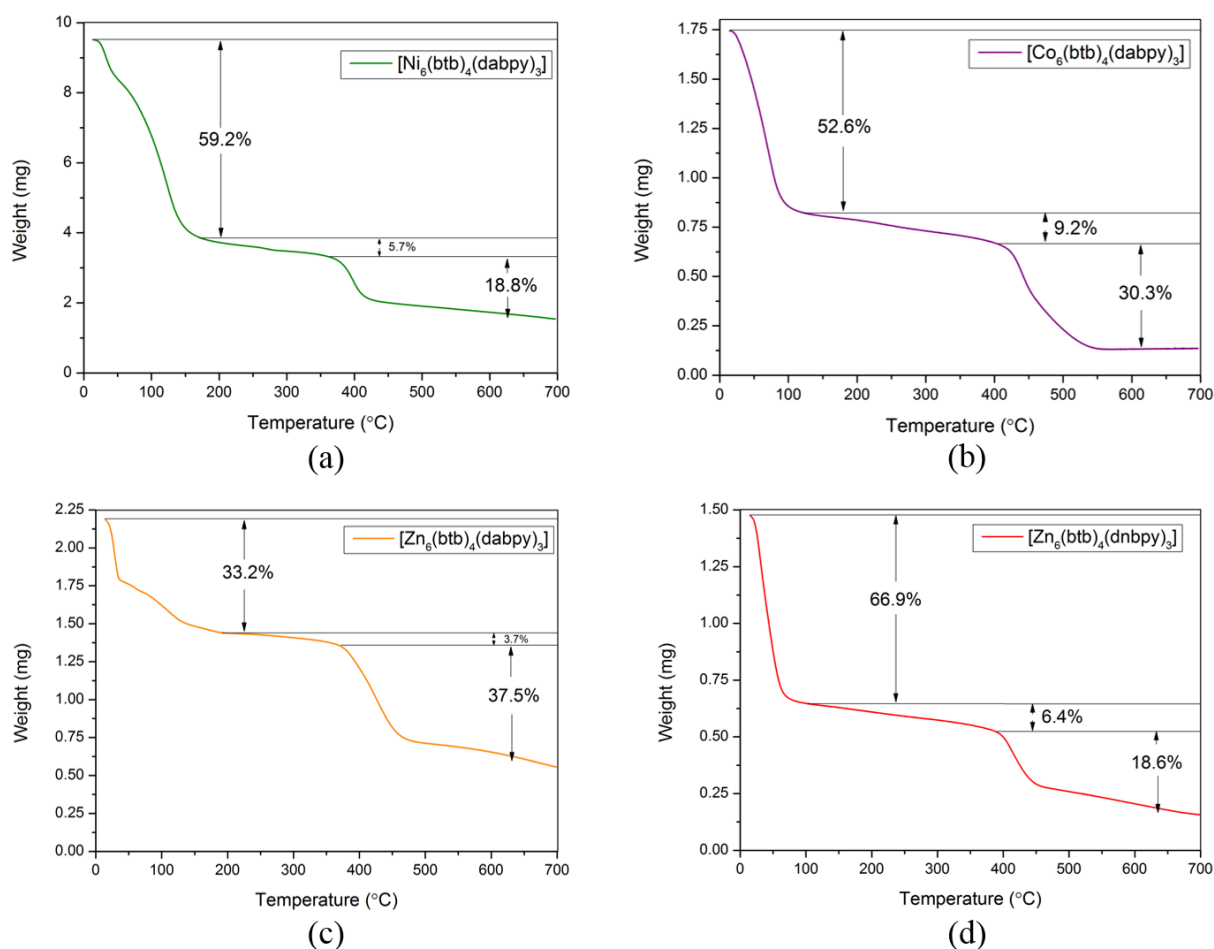 [Ni6(btb)4(dabpy)3]
59.2%
5.7%
18.8%
Weight (mg)
10
8
6
4
2
0
0 100 200 300 400 500 600 700
Temperature (°C)
(a)
[Co6(btb)4(dabpy)3]
52.6%
9.2%
30.3%
Weight (mg)
1.75
1.50
1.25
1.00
0.75
0.50
0.25
0.00
0 100 200 300 400 500 600 700
Temperature (°C)
(b)
[Zn6(btb)4(dabpy)3]
33.2%
3.7%
37.5%
Weight (mg)
2.25
2.00
1.75
1.50
1.25
1.00
0.75
0.50
0.25
0.00
0 100 200 300 400 500 600 700
Temperature (°C)
(c)
[Zn6(btb)4(dnbpy)3]
66.9%
6.4%
18.6%
Weight (mg)
1.50
1.25
1.00
0.75
0.50
0.25
0.00
0 100 200 300 400 500 600 700
Temperature (°C)
(d)